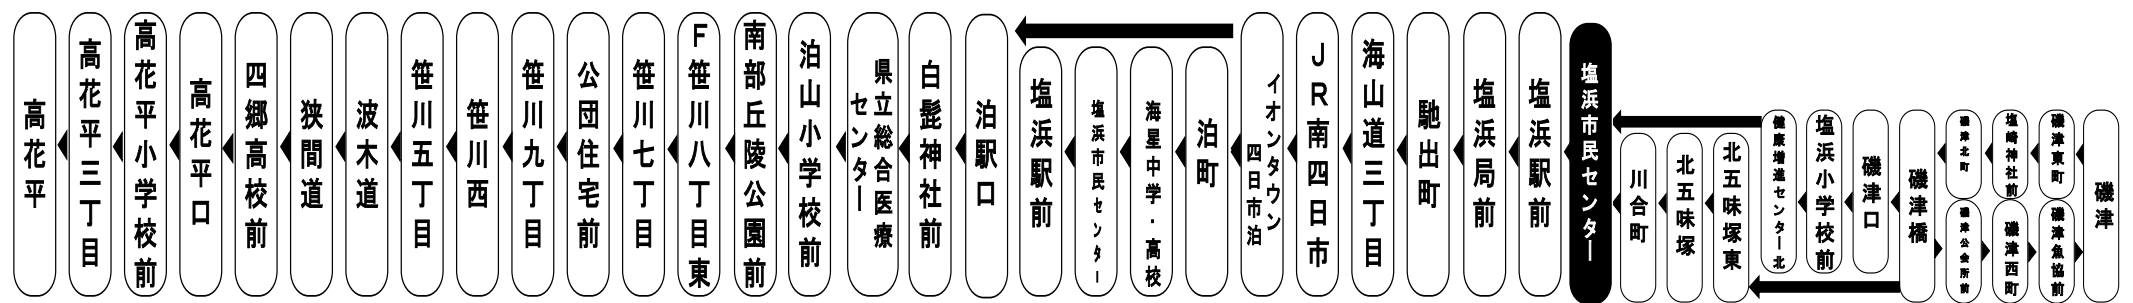 高花平
高花平三丁目
高花平小学校前
高花平口
四郷高校前
狭間道
波木道
笹川五丁目
笹川西
笹川九丁目
公団住宅前
笹川七丁目
F笹川八丁目東
南部丘陵公園前
泊山小学校前
県立総合医療
センター
白髭神社前
泊駅口
塩浜駅前
塩浜市民センター
海星中学・高校
泊町
イオンタウン
四日市泊
JR南四日市
海山道三丁目
馳出町
塩浜局前
塩浜駅前
塩浜市民センター
川合町
北五味塚
北五味塚東
健康増進センター北
塩浜小学校前
磯津口
磯津橋
磯津北町
塩崎神社前
磯津東町
磯津公会所前
磯津西町
磯津魚協前
磯津